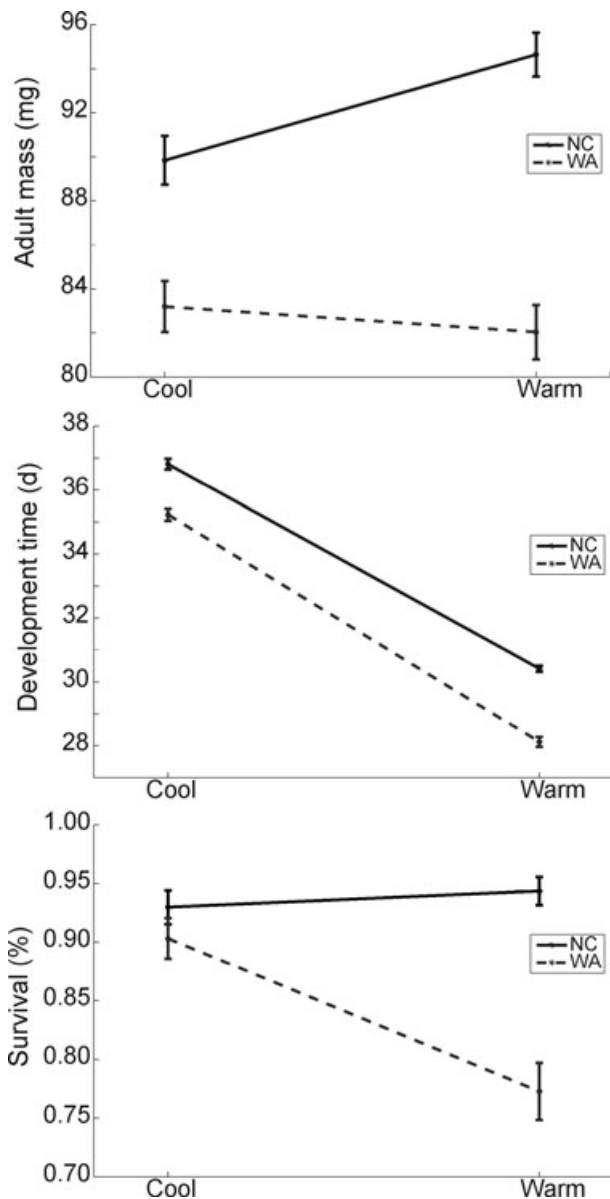 Adult mass (mg)
96
92
88
84
80
NC
WA
Cool Warm
Development time (d)
38
36
34
32
30
28
NC
WA
Cool Warm
Survival (%)
1.00
0.95
0.90
0.85
0.80
0.75
0.70
NC
WA
Cool Warm